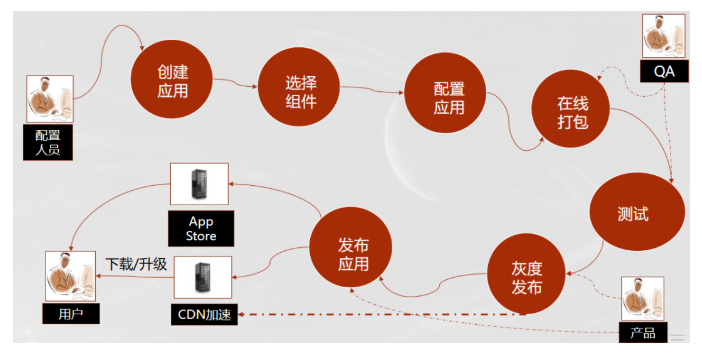 配置
人员
创建
应用
选择
组件
配置
应用
在线
打包
QA
测试
App
Store
发布
应用
灰度
发布
下载/升级
用户
CDN加速
产品